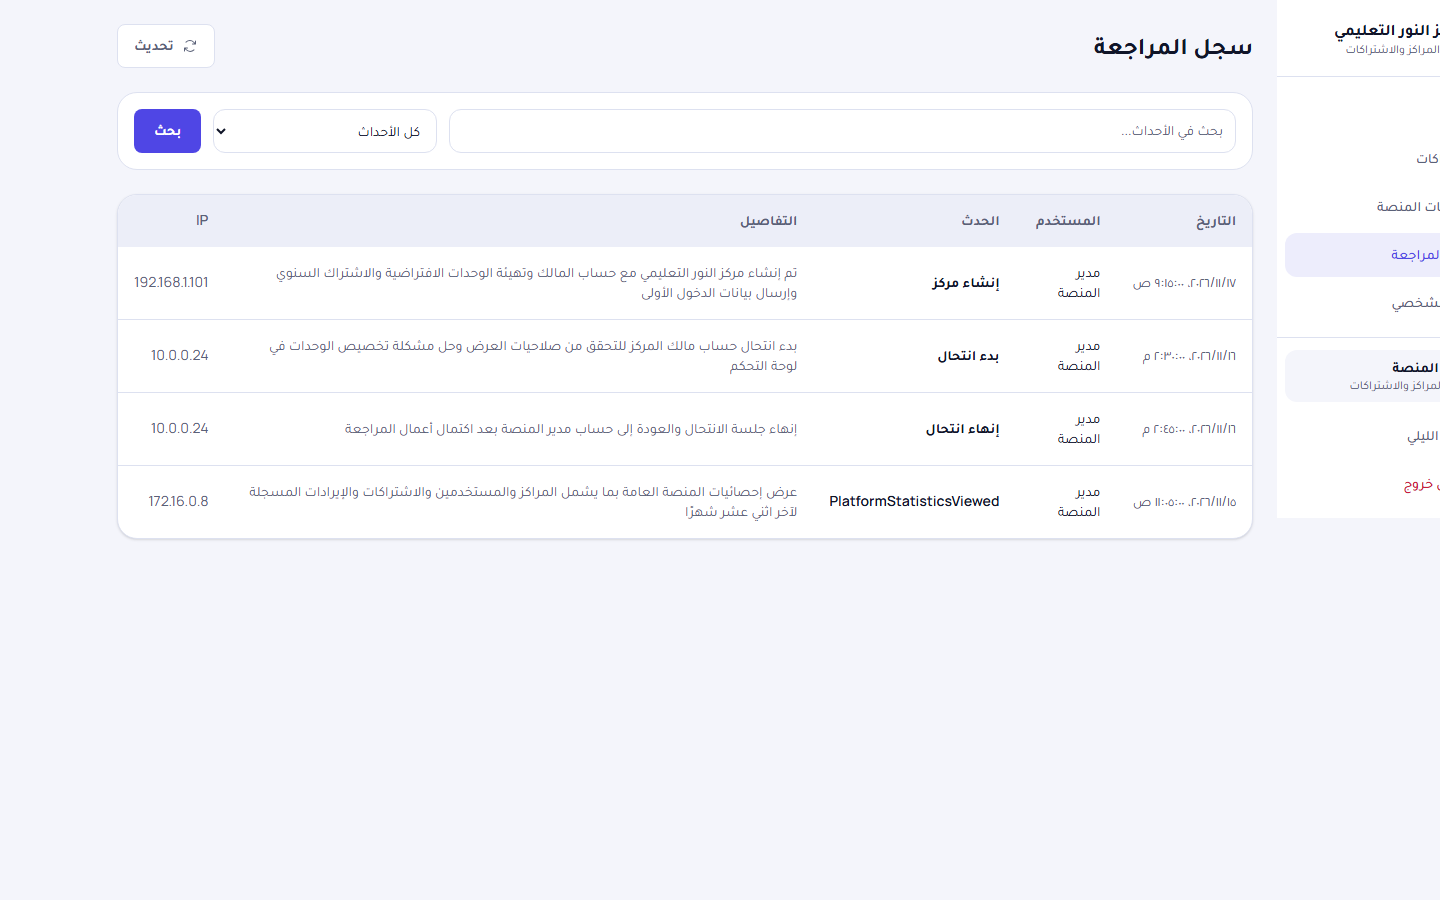 النور التعليمي
المراكز والاشتراكات
المنصة
المراجعة
المنصة
المراكز والاشتراكات
الليلي
خروج
سجل المراجعة
تحديث
بحث في الأحداث...
كل الأحداث
بحث
التاريخ المستخدم الحدث التفاصيل IP
١٧‏/١١‏/٢٠٢٦، ٩:١٥:٠٠ ص مدير المنصة إنشاء مركز تم إنشاء مركز النور التعليمي مع حساب المالك وتهيئة الوحدات الافتراضية والاشتراك السنوي
وإرسال بيانات الدخول الأولى 192.168.1.101
١٦‏/١١‏/٢٠٢٦، ٢:٣٠:٠٠ م مدير المنصة بدء انتحال بدء انتحال حساب مالك المركز للتحقق من صلاحيات العرض وحل مشكلة تخصيص الوحدات في
لوحة التحكم 10.0.0.24
١٦‏/١١‏/٢٠٢٦، ٢:٤٥:٠٠ م مدير المنصة إنهاء انتحال إنهاء جلسة الانتحال والعودة إلى حساب مدير المنصة بعد اكتمال أعمال المراجعة 10.0.0.24
١٥‏/١١‏/٢٠٢٦، ١١:٠٥:٠٠ ص مدير المنصة PlatformStatisticsViewed عرض إحصائيات المنصة العامة بما يشمل المراكز والمستخدمين والاشتراكات والإيرادات المسجلة
لآخر اثني عشر شهرًا 172.16.0.8